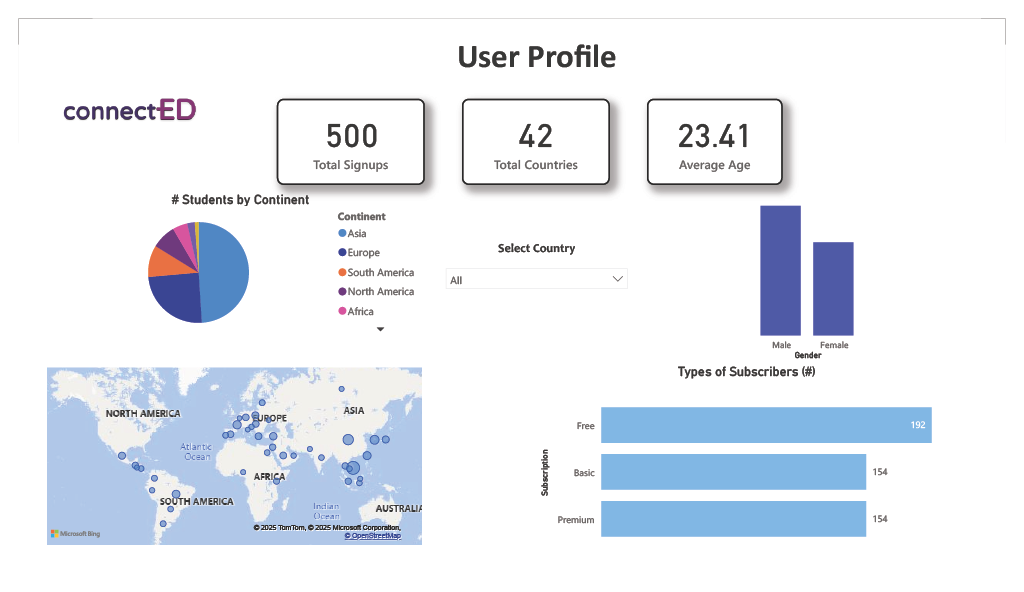 User Profile
connectED
500
Total Signups
42
Total Countries
23.41
Average Age
# Students by Continent
Continent
Asia
Europe
South America
North America
Africa
Select Country
All
Male
Female
Gender
NORTH AMERICA
EUROPE
ASIA
Atlantic
Ocean
AFRICA
SOUTH AMERICA
Indian
Ocean
AUSTRALIA
Microsoft Bing
© 2025 TomTom, © 2025 Microsoft Corporation,
© OpenStreetMap
Types of Subscribers (#)
Subscription
Free
192
Basic
154
Premium
154